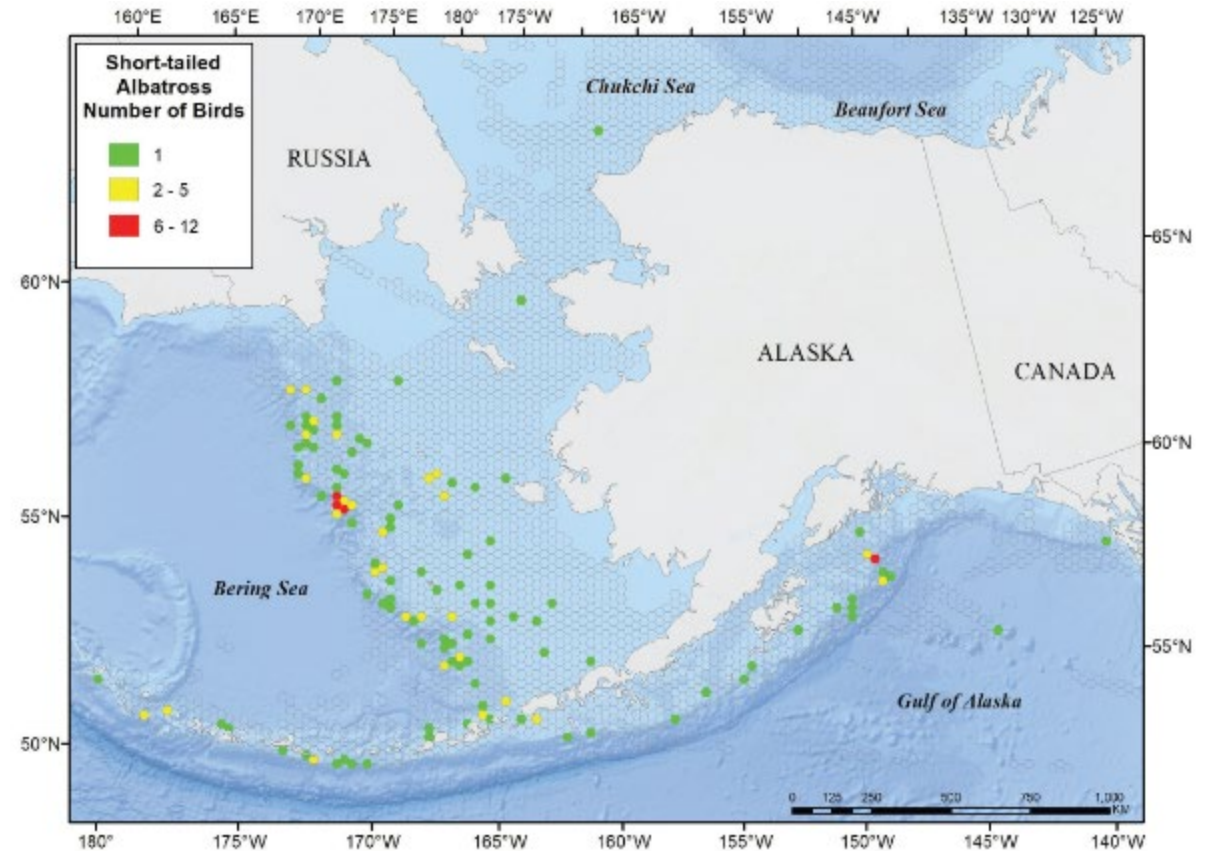 160°E 165°E 170°E 175°E 180° 175°W 165°W 155°W 145°W 135°W 130°W 125°W
Short-tailed
Albatross
Number of Birds
1
2 - 5
6 - 12
Chukchi Sea
Beaufort Sea
RUSSIA
65°N
60°N
ALASKA
CANADA
60°N
55°N
Bering Sea
55°N
Gulf of Alaska
50°N
0 125 250 500 750 1,000
KM
180° 175°W 170°W 165°W 160°W 155°W 150°W 145°W 140°W